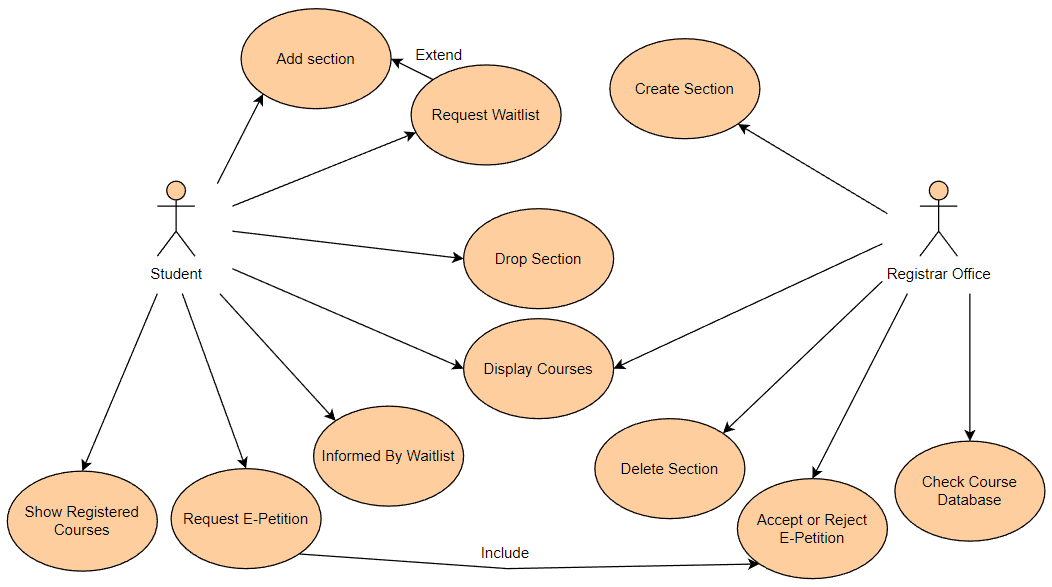 Add section
Extend
Request Waitlist
Create Section
Drop Section
Student
Registrar Office
Display Courses
Informed By Waitlist
Delete Section
Show Registered
Courses
Request E-Petition
Check Course
Database
Accept or Reject
E-Petition
Include